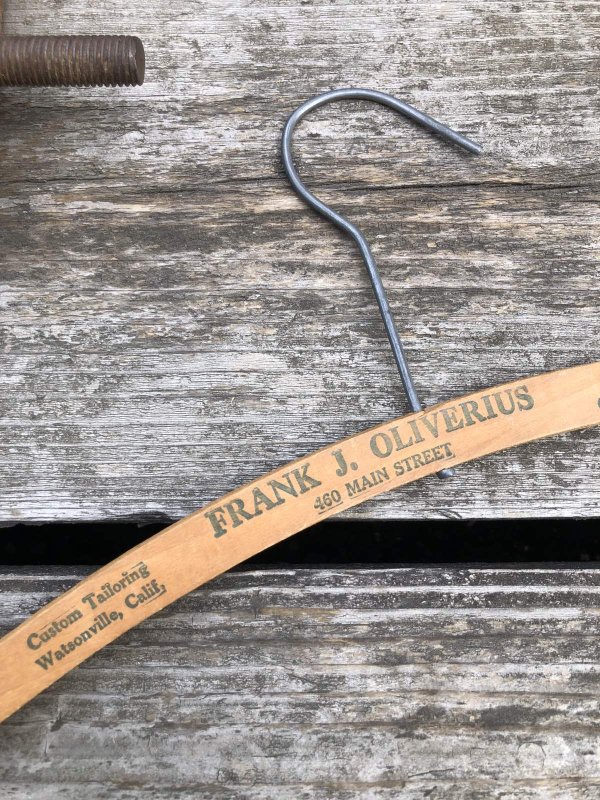 FRANK J. OLIVERIUS
460 MAIN STREET
Custom Tailoring
Watsonville, Calif.